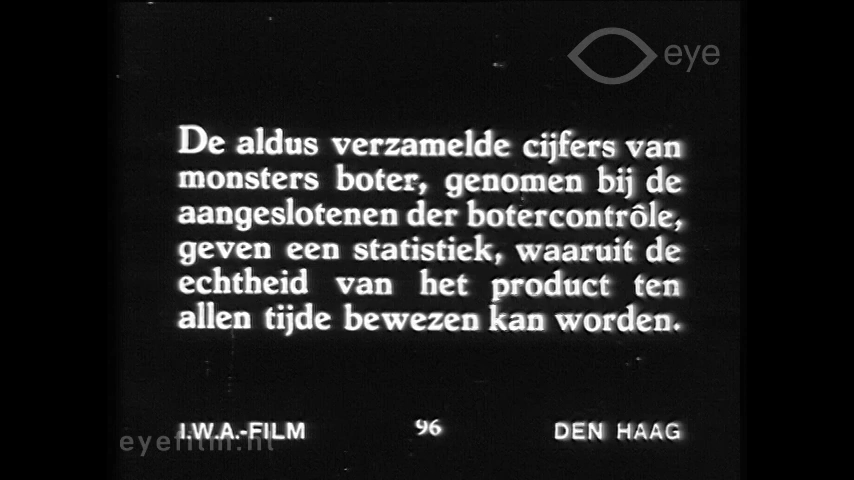 eye
De aldus verzamelde cijfers van
monsters boter, genomen bij de
aangeslotenen der botercontrôle,
geven een statistiek, waaruit de
echtheid van het product ten
allen tijde bewezen kan worden.
I.W.A.-FILM 96 DEN HAAG
eyefilm.nl